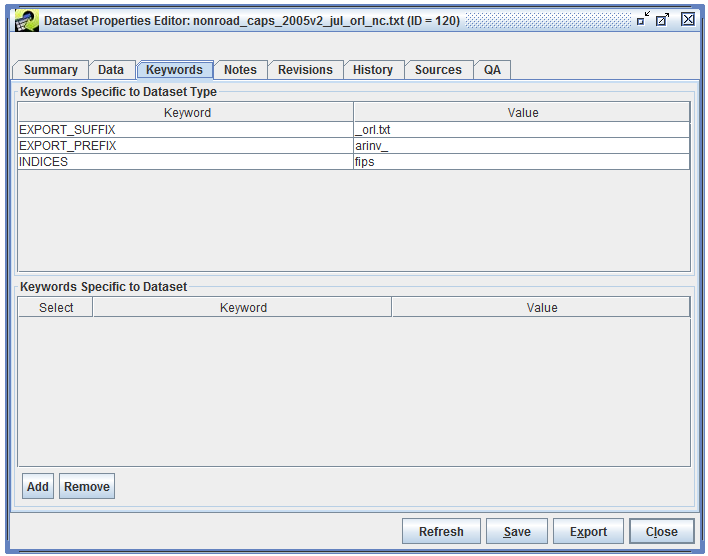 Dataset Properties Editor: nonroad_caps_2005v2_jul_orl_nc.txt (ID = 120)
Summary Data Keywords Notes Revisions History Sources QA
Keywords Specific to Dataset Type
Keyword Value
EXPORT_SUFFIX _orl.txt
EXPORT_PREFIX arinv_
INDICES fips
Keywords Specific to Dataset
Select Keyword Value
Add Remove
Refresh Save Export Close